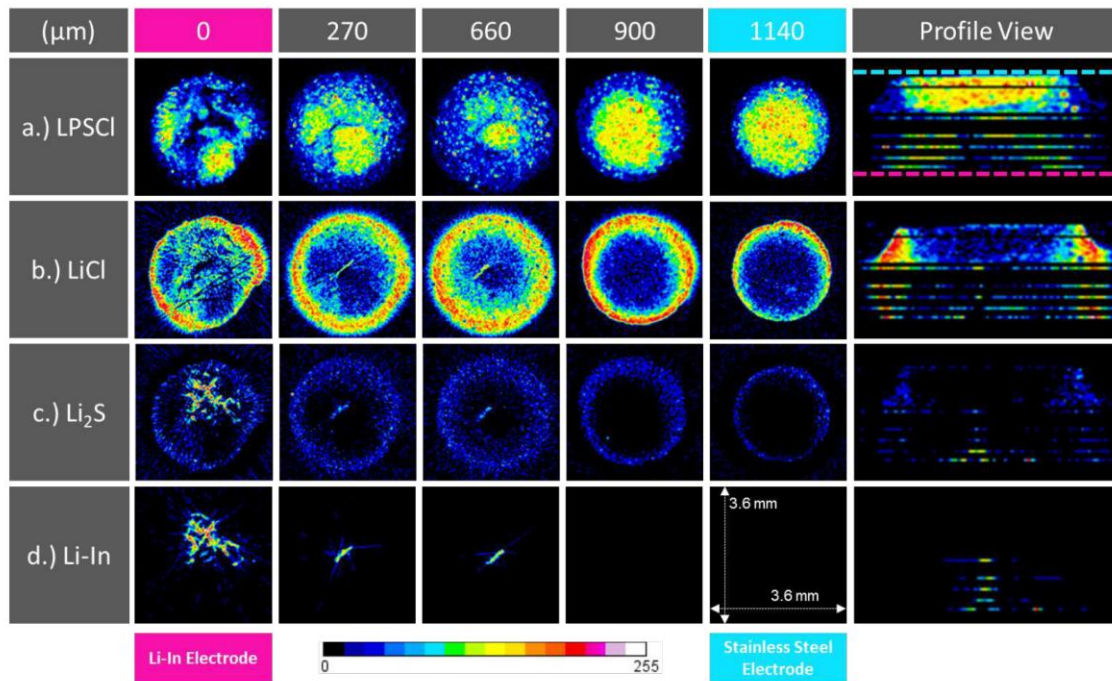 (μm) 0 270 660 900 1140 Profile View
a.) LPSCl
b.) LiCl
c.) Li₂S
d.) Li-In
3.6 mm
3.6 mm
Li-In Electrode
0 255
Stainless Steel
Electrode